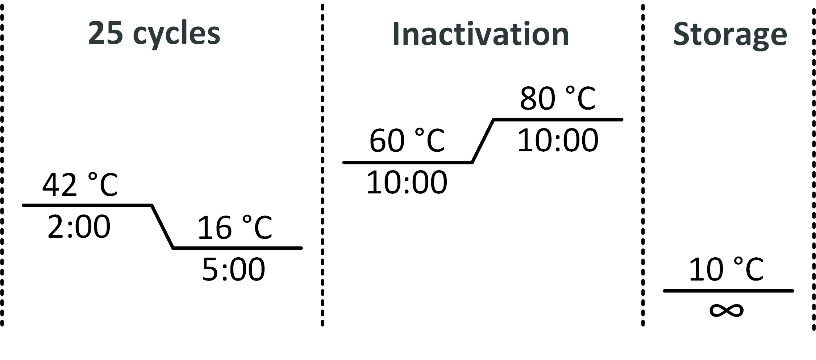 25 cycles
42 °C
2:00
16 °C
5:00
Inactivation
60 °C
10:00
80 °C
10:00
Storage
10 °C
∞